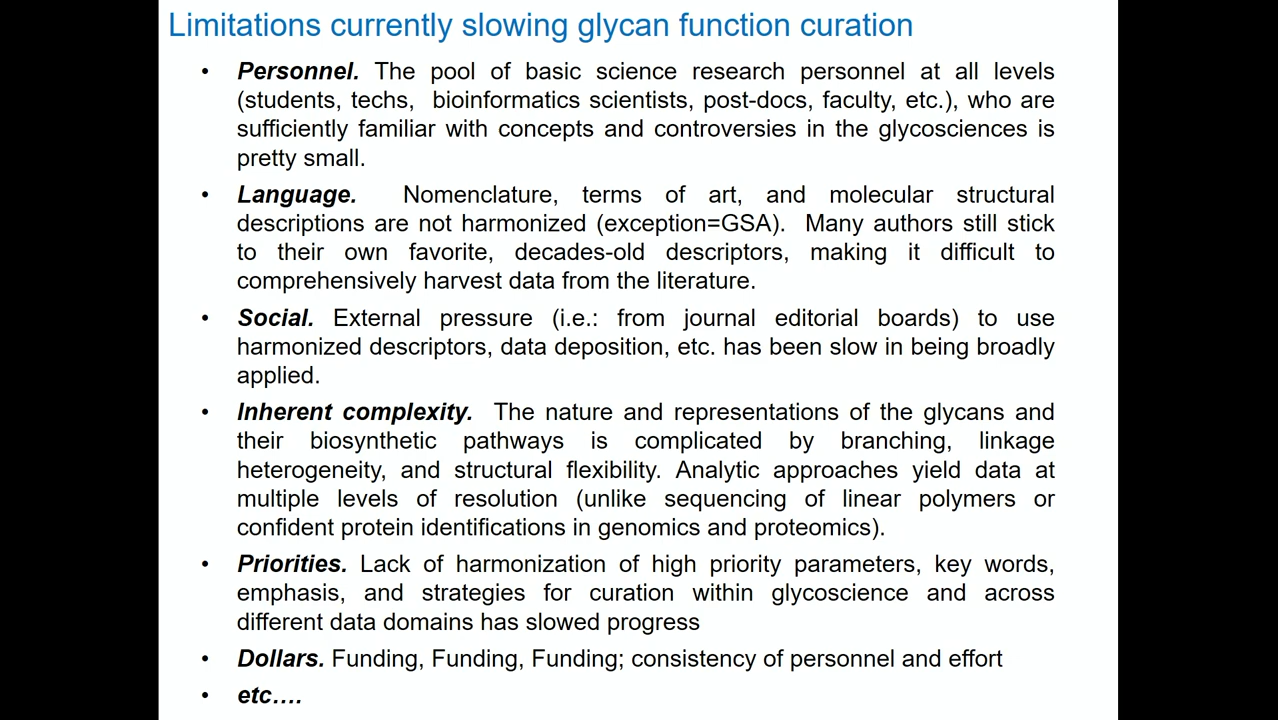 Limitations currently slowing glycan function curation
• Personnel. The pool of basic science research personnel at all levels
(students, techs, bioinformatics scientists, post-docs, faculty, etc.), who are
sufficiently familiar with concepts and controversies in the glycosciences is
pretty small.
• Language. Nomenclature, terms of art, and molecular structural
descriptions are not harmonized (exception=GSA). Many authors still stick
to their own favorite, decades-old descriptors, making it difficult to
comprehensively harvest data from the literature.
• Social. External pressure (i.e.: from journal editorial boards) to use
harmonized descriptors, data deposition, etc. has been slow in being broadly
applied.
• Inherent complexity. The nature and representations of the glycans and
their biosynthetic pathways is complicated by branching, linkage
heterogeneity, and structural flexibility. Analytic approaches yield data at
multiple levels of resolution (unlike sequencing of linear polymers or
confident protein identifications in genomics and proteomics).
• Priorities. Lack of harmonization of high priority parameters, key words,
emphasis, and strategies for curation within glycoscience and across
different data domains has slowed progress
• Dollars. Funding, Funding, Funding; consistency of personnel and effort
• etc….